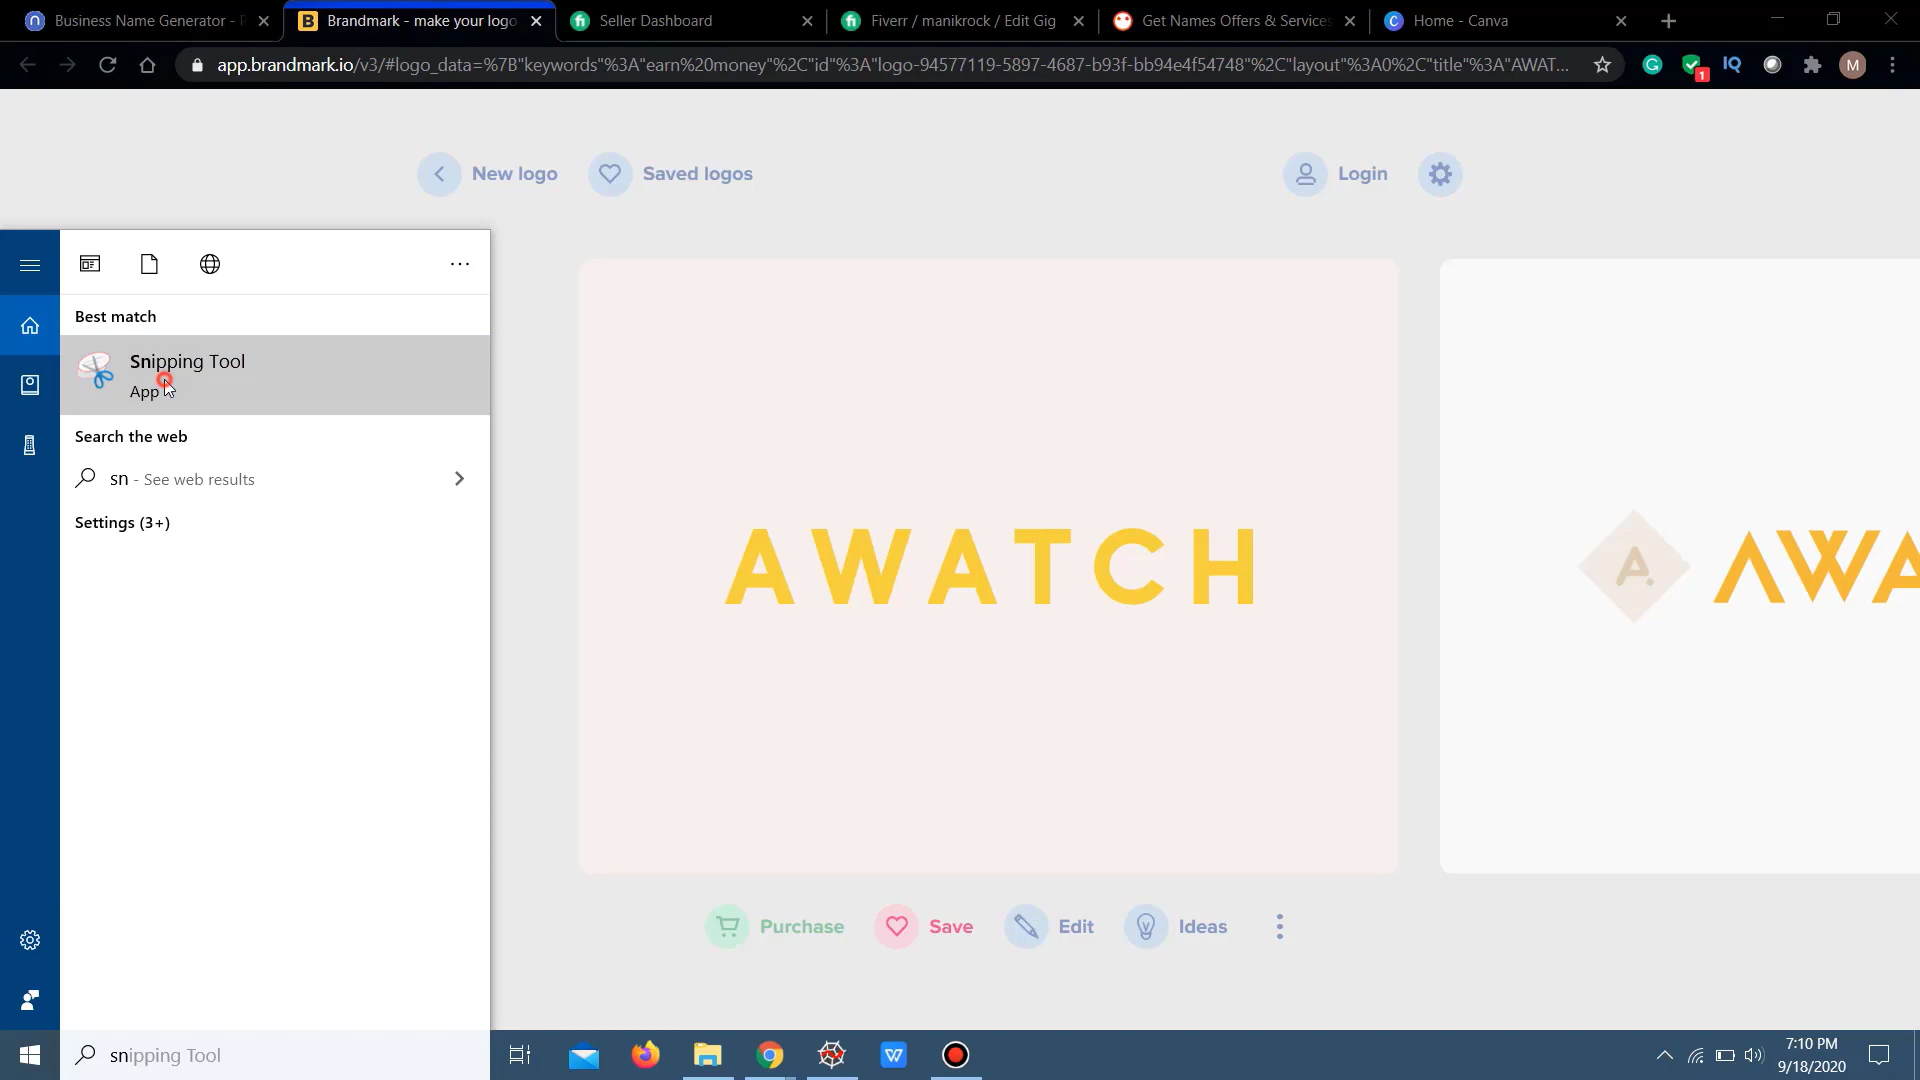 Business Name Generator -
Brandmark - make your logo
Seller Dashboard
Fiverr / manikrock / Edit Gig
Get Names Offers & Services
Home - Canva
app.brandmark.io/v3/#logo_data=%7B"keywords"%3A"earn%20money"%2C"id"%3A"logo-94577119-5897-4687-b93f-bb94e4f54748"%2C"layout"%3A0%2C"title"%3A"AWAT...
1
IQ
M
New logo
Saved logos
Login
Best match
Snipping Tool
App
Search the web
sn - See web results
Settings (3+)
AWATCH
A.
AWA
Purchase
Save
Edit
Ideas
snipping Tool
7:10 PM
9/18/2020